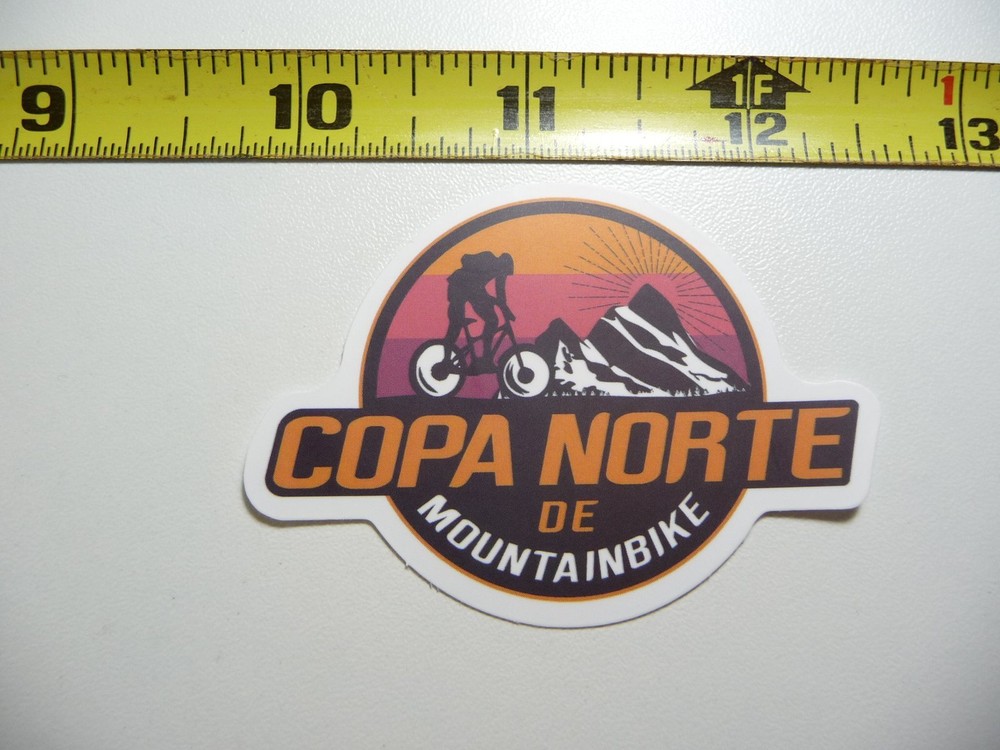 9 10 11 1F 12 1 13
COPA NORTE
DE
MOUNTAINBIKE